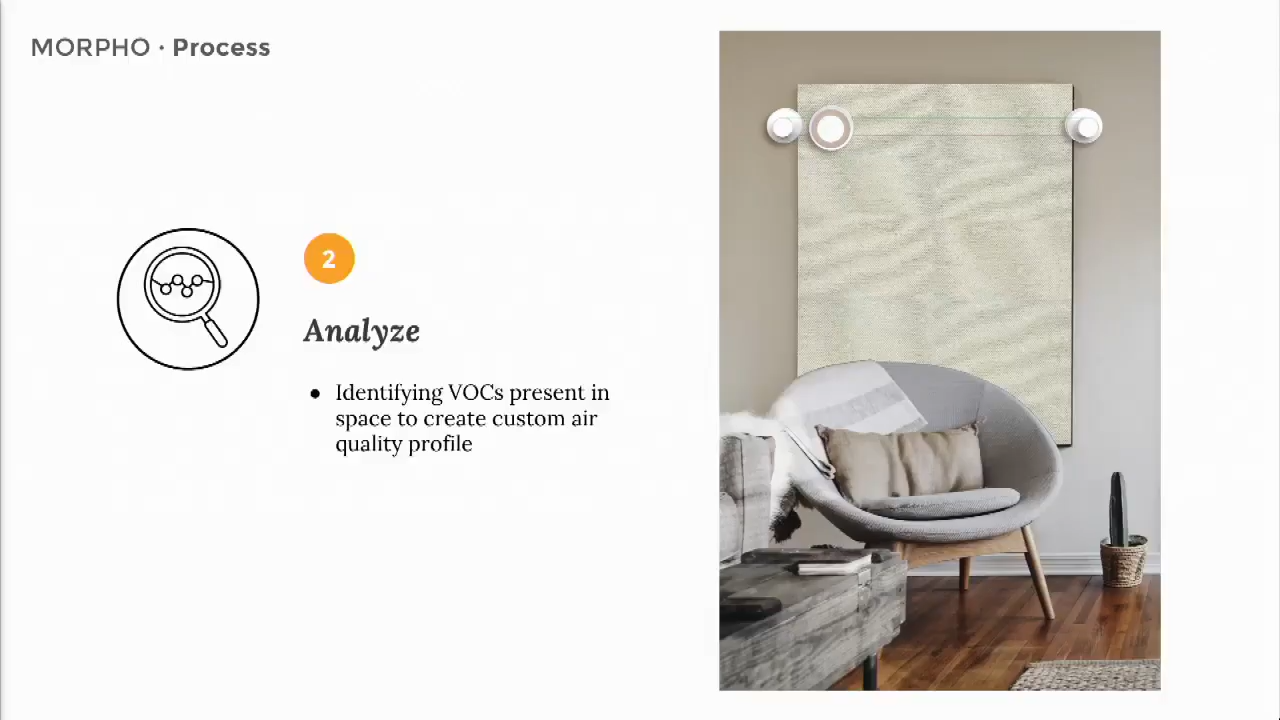 MORPHO · Process
2
Analyze
● Identifying VOCs present in
space to create custom air
quality profile